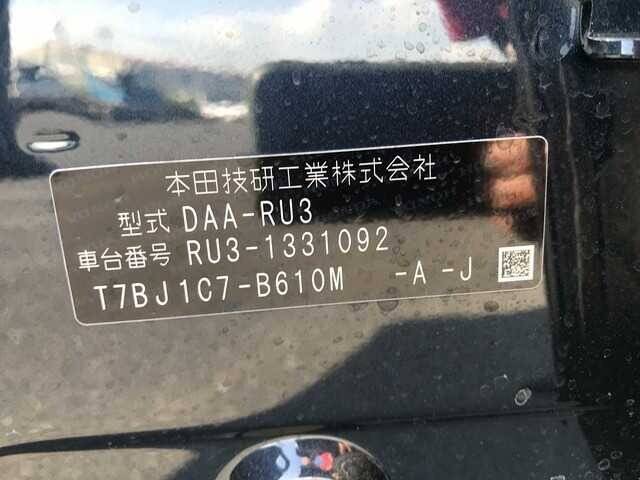 本田技研工業株式会社
型式 DAA-RU3
車台番号 RU3-1331092
T7BJ1C7-B610M -A -J